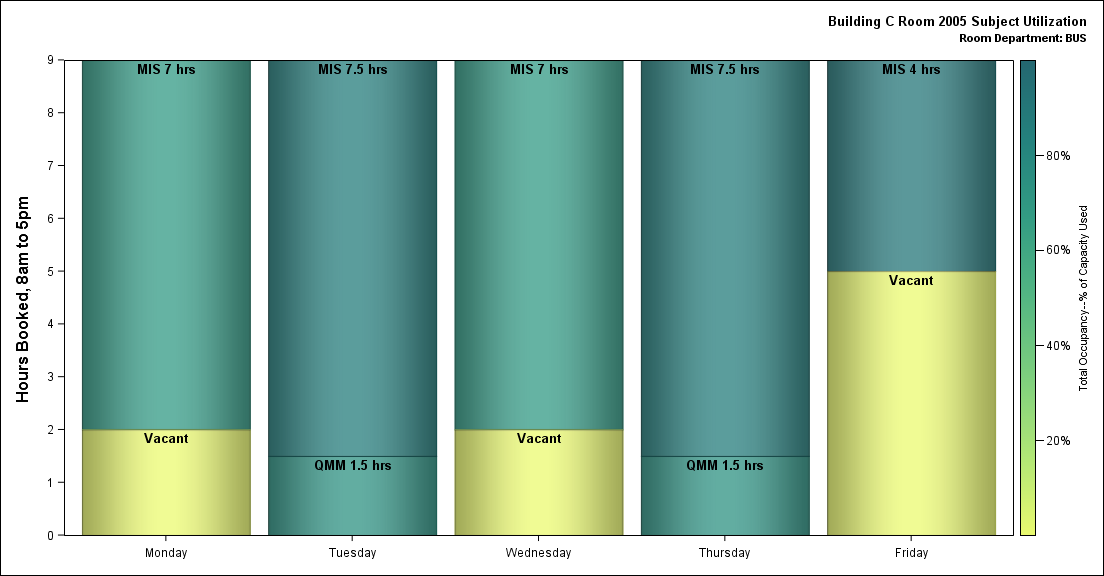 Building C Room 2005 Subject Utilization
Room Department: BUS
Hours Booked, 8am to 5pm
9
8
7
6
5
4
3
2
1
0
MIS 7 hrs
Vacant
MIS 7.5 hrs
QMM 1.5 hrs
MIS 7 hrs
Vacant
MIS 7.5 hrs
QMM 1.5 hrs
MIS 4 hrs
Vacant
Monday
Tuesday
Wednesday
Thursday
Friday
80%
60%
40%
20%
Total Occupancy--% of Capacity Used